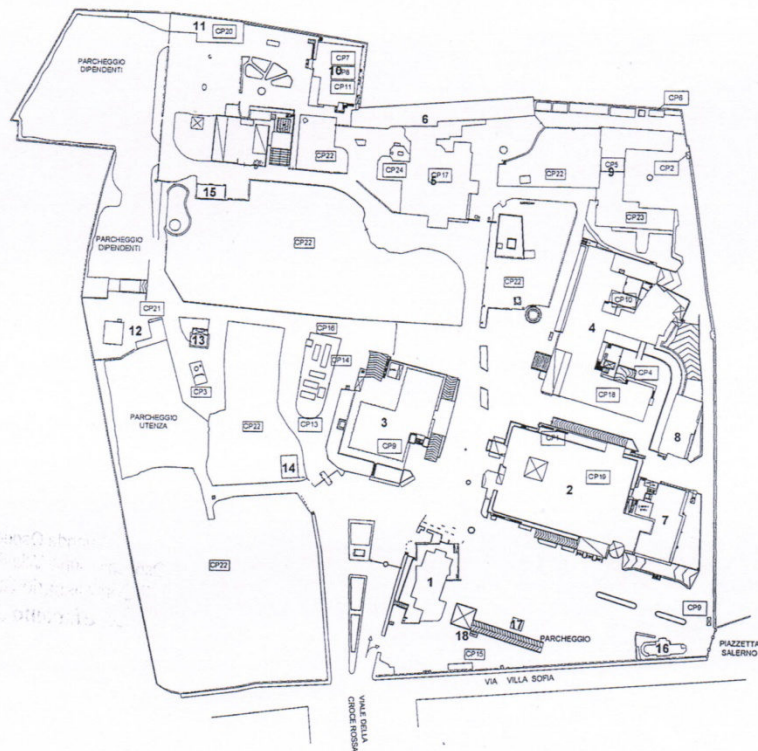 11
CP20
PARCHEGGIO
DIPENDENTI
CP7
CP8
10
CP11
6
CP6
CP22
CP24
CP17
5
CP22
CP5
9
CP2
CP23
15
PARCHEGGIO
DIPENDENTI
CP22
CP22
CP10
4
CP21
12
13
CP16
CP14
CP3
CP4
CP18
PARCHEGGIO
UTENZA
CP22
CP13
3
CP9
8
CP1
CP19
2
14
7
CP22
1
17
18
PARCHEGGIO
CP9
16
PIAZZETTA
SALERNO
CP15
VIA VILLA SOFIA
VIALE DELLA
CROCE ROSSA